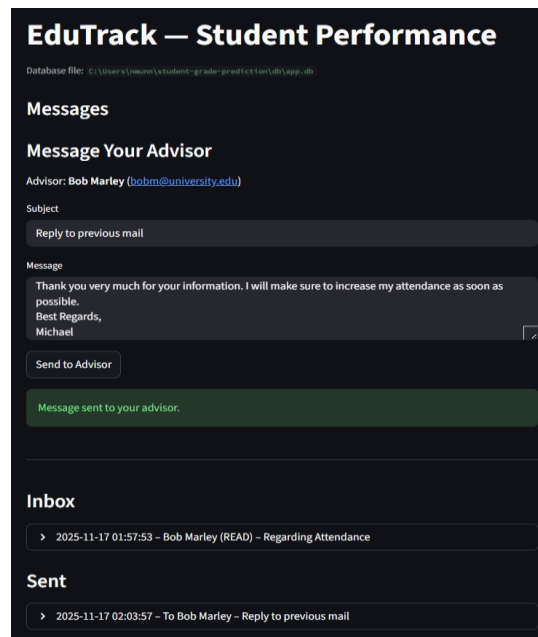 EduTrack — Student Performance
Database file: C:\Users\nmunn\student-grade-prediction\db\app.db
Messages
Message Your Advisor
Advisor: Bob Marley (bobm@university.edu)
Subject
Reply to previous mail
Message
Thank you very much for your information. I will make sure to increase my attendance as soon as
possible.
Best Regards,
Michael
Send to Advisor
Message sent to your advisor.
Inbox
2025-11-17 01:57:53 – Bob Marley (READ) – Regarding Attendance
Sent
2025-11-17 02:03:57 – To Bob Marley – Reply to previous mail